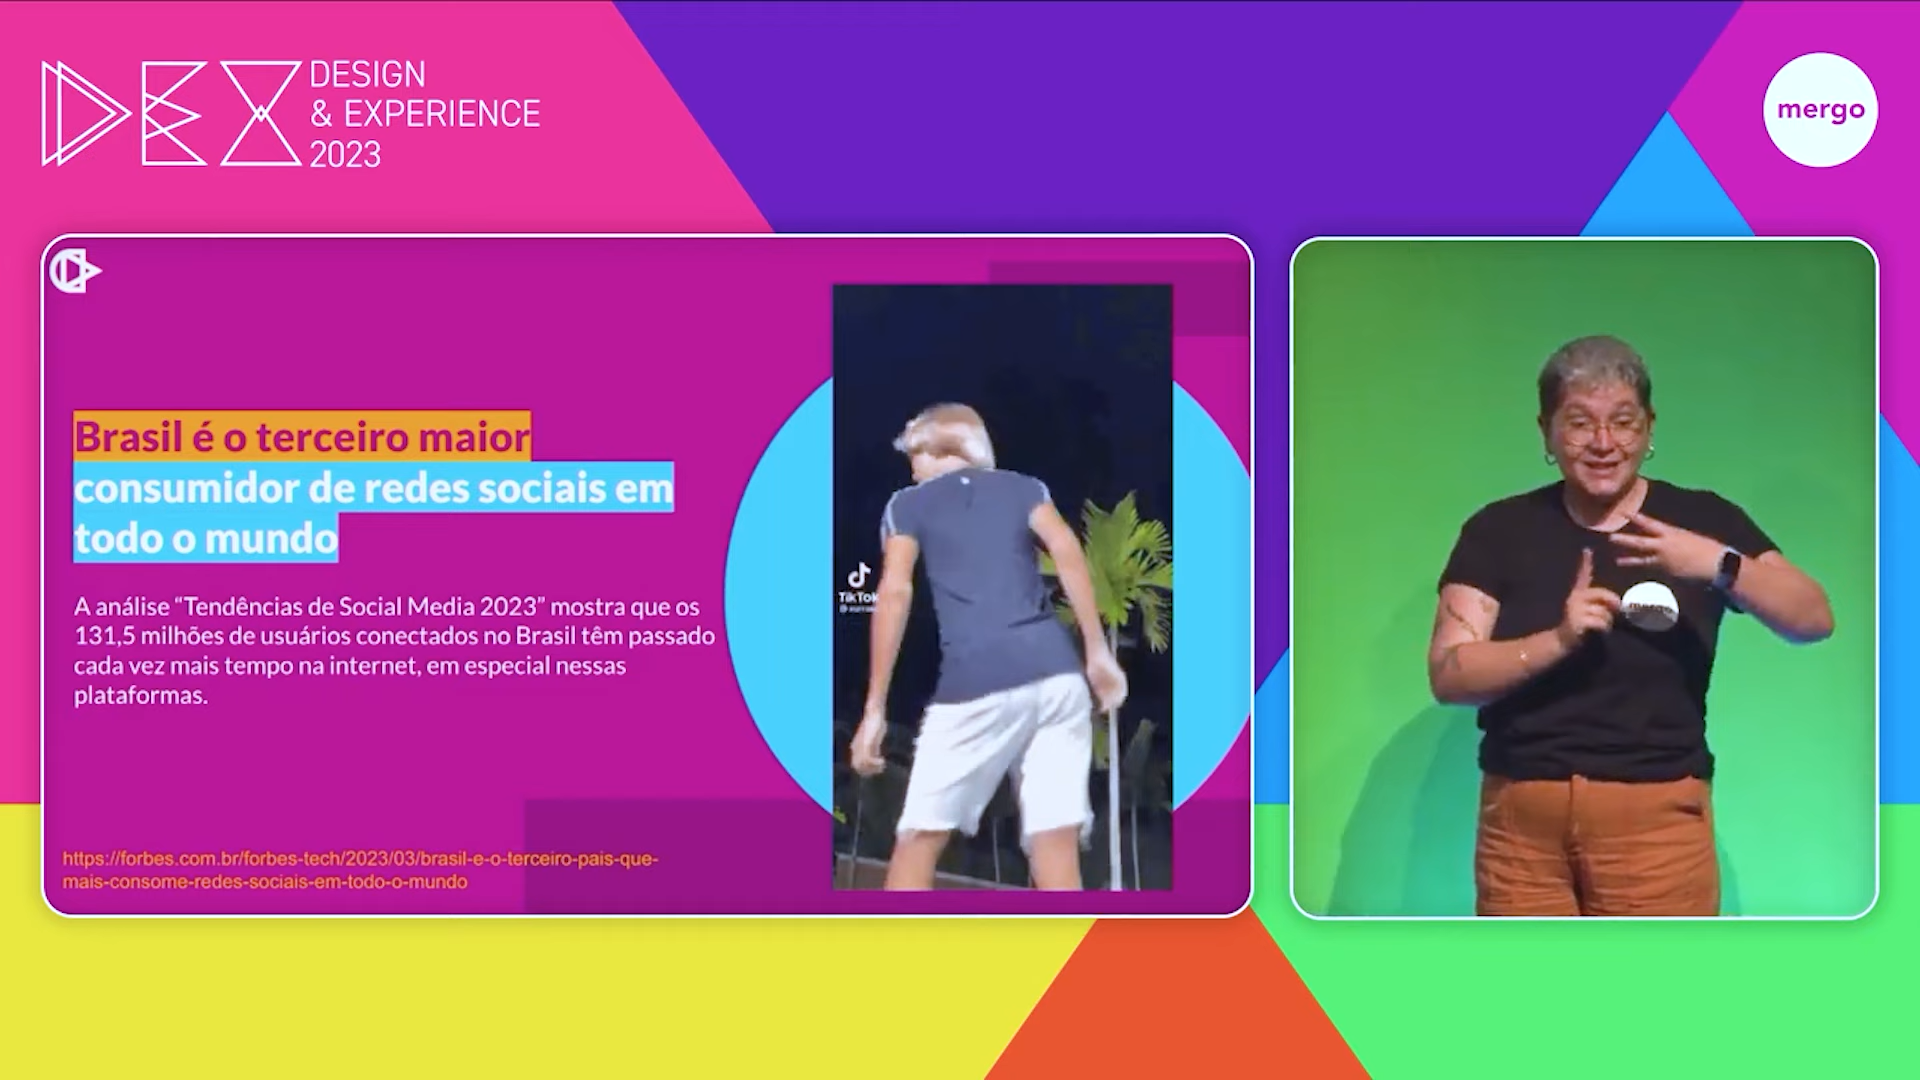 DEX
DESIGN
& EXPERIENCE
2023
mergo
Brasil é o terceiro maior
consumidor de redes sociais em
todo o mundo
A análise “Tendências de Social Media 2023” mostra que os
131,5 milhões de usuários conectados no Brasil têm passado
cada vez mais tempo na internet, em especial nessas
plataformas.
https://forbes.com.br/forbes-tech/2023/03/brasil-e-o-terceiro-pais-que-
mais-consome-redes-sociais-em-todo-o-mundo
TikTok
mergo